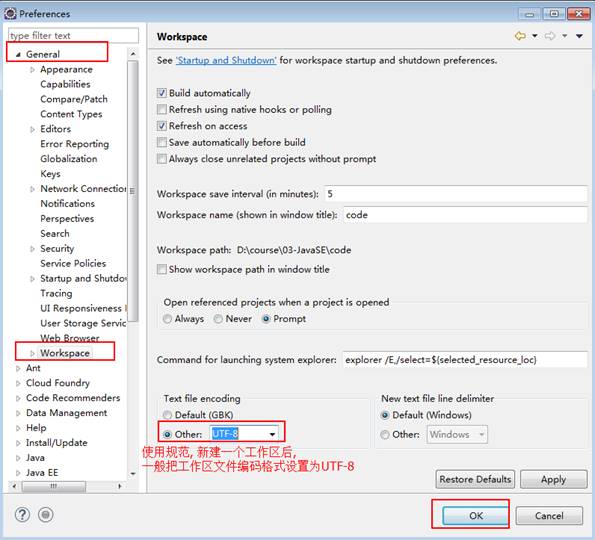 Preferences
type filter text
General
Appearance
Capabilities
Compare/Patch
Content Types
Editors
Error Reporting
Globalization
Keys
Network Connection
Notifications
Perspectives
Search
Security
Service Policies
Startup and Shutdow
Tracing
UI Responsiveness
User Storage Servic
Web Browser
Workspace
Ant
Cloud Foundry
Code Recommenders
Data Management
Help
Install/Update
Java
Java EE
Workspace
See 'Startup and Shutdown' for workspace startup and shutdown preferences.
Build automatically
Refresh using native hooks or polling
Refresh on access
Save automatically before build
Always close unrelated projects without prompt
Workspace save interval (in minutes): 5
Workspace name (shown in window title): code
Workspace path: D:\course\03-JavaSE\code
Show workspace path in window title
Open referenced projects when a project is opened
Always Never Prompt
Command for launching system explorer: explorer /E,/select=${selected_resource_loc}
Text file encoding
Default (GBK)
Other: UTF-8
New text file line delimiter
Default (Windows)
Other: Windows
使用规范, 新建一个工作区后,
一般把工作区文件编码格式设置为UTF-8
Restore Defaults Apply
OK Cancel